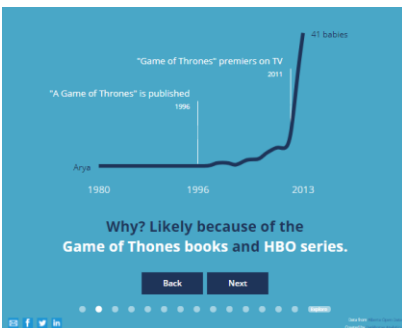 41 babies
"Game of Thrones" premiers on TV
2011
"A Game of Thrones" is published
1996
Arya
1980 1996 2013
Why? Likely because of the
Game of Thones books and HBO series.
Back Next